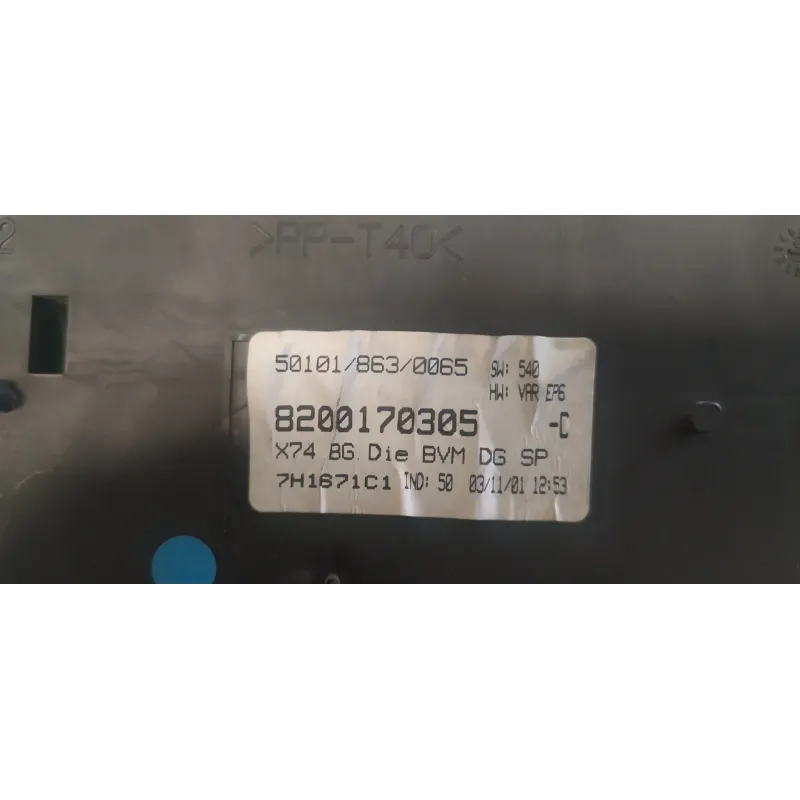 2
>PP-T40<
50101/863/0065 SW: 540
HW: VAR EP6
8200170305 -C
X74 BG.Die BVM DG SP
7H1671C1 IND: 50 03/11/01 12:53